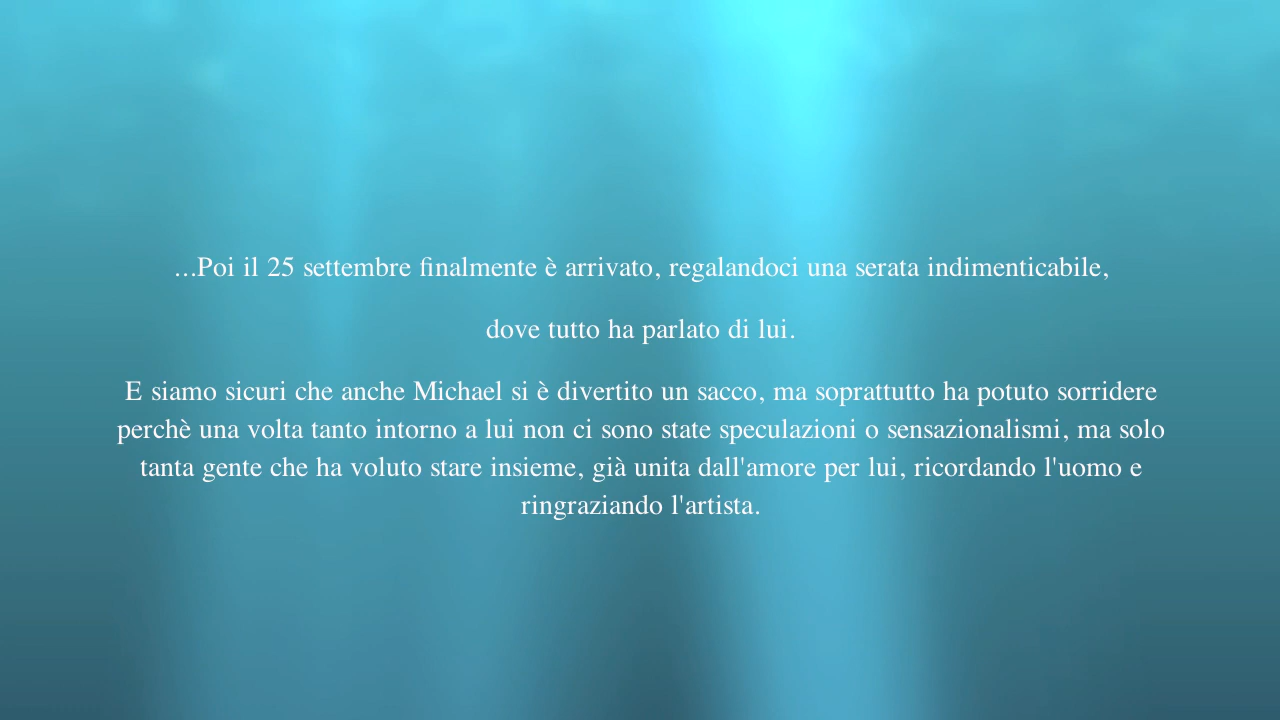 ...Poi il 25 settembre finalmente è arrivato, regalandoci una serata indimenticabile,
dove tutto ha parlato di lui.
E siamo sicuri che anche Michael si è divertito un sacco, ma soprattutto ha potuto sorridere
perchè una volta tanto intorno a lui non ci sono state speculazioni o sensazionalismi, ma solo
tanta gente che ha voluto stare insieme, già unita dall'amore per lui, ricordando l'uomo e
ringraziando l'artista.